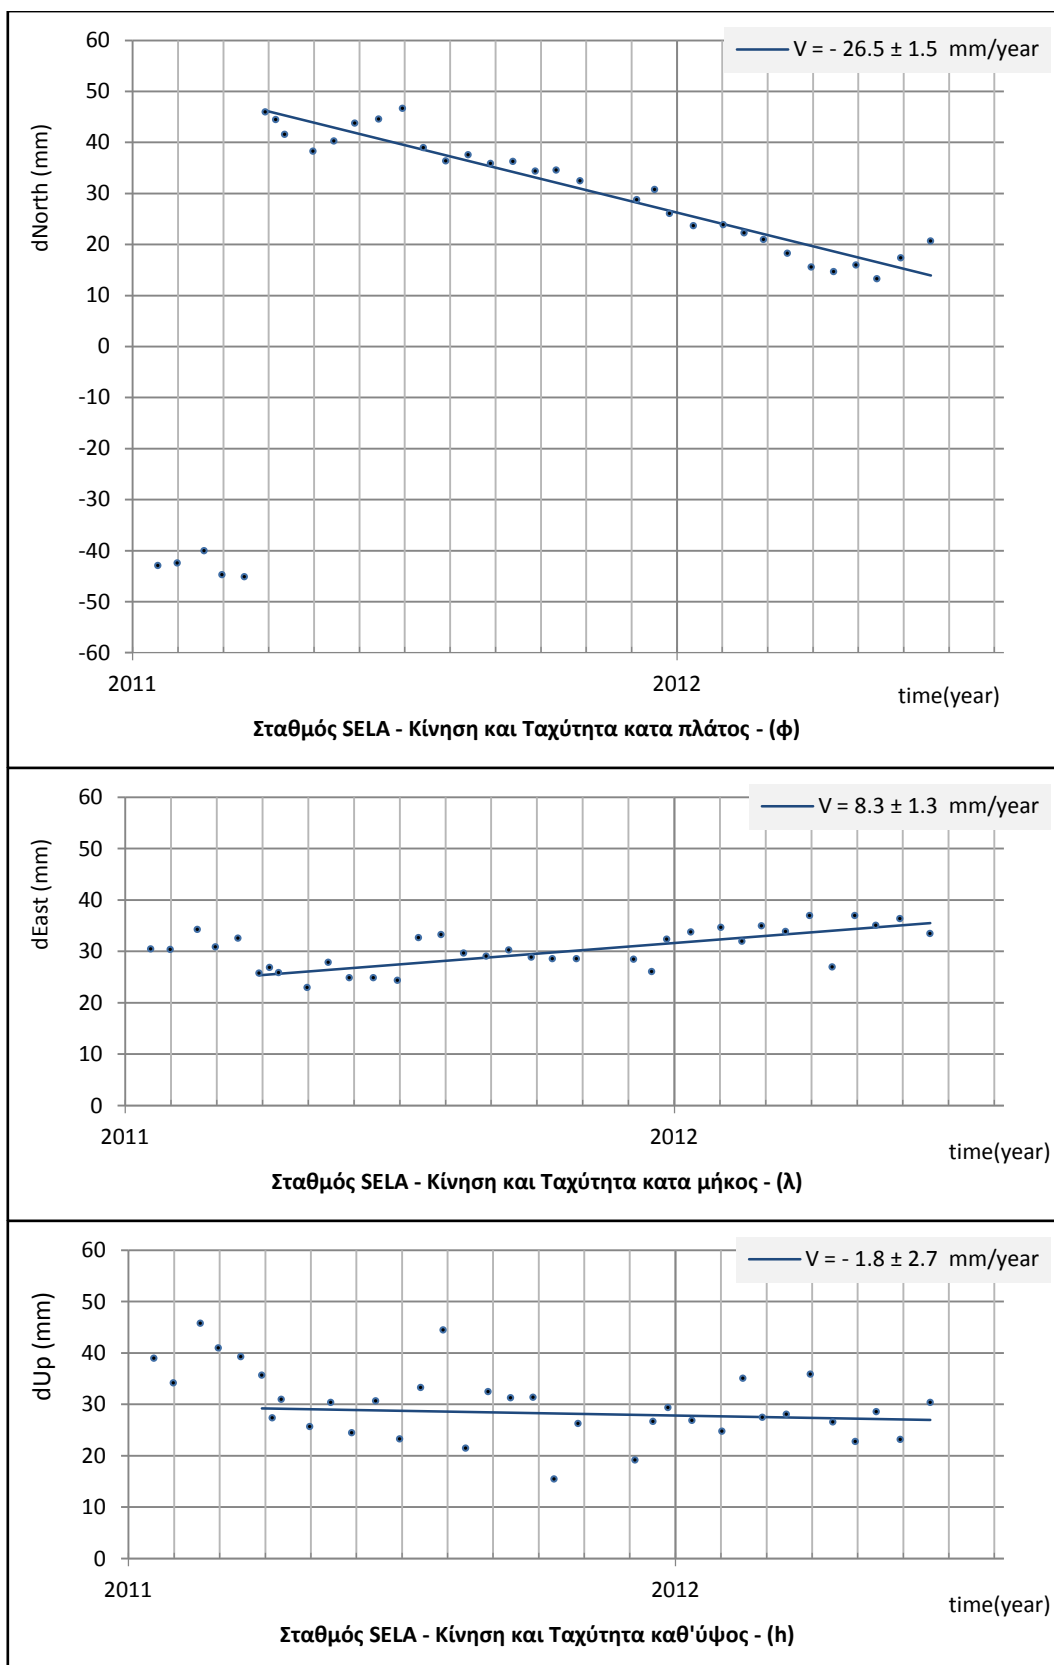 V = - 26.5 ± 1.5 mm/year
dNorth (mm)
60
50
40
30
20
10
0
-10
-20
-30
-40
-50
-60
2011 2012
time(year)
Σταθμός SELA - Κίνηση και Ταχύτητα κατα πλάτος - (φ)
V = 8.3 ± 1.3 mm/year
dEast (mm)
60
50
40
30
20
10
0
2011 2012
time(year)
Σταθμός SELA - Κίνηση και Ταχύτητα κατα μήκος - (λ)
V = - 1.8 ± 2.7 mm/year
dUp (mm)
60
50
40
30
20
10
0
2011 2012
time(year)
Σταθμός SELA - Κίνηση και Ταχύτητα καθ'ύψος - (h)